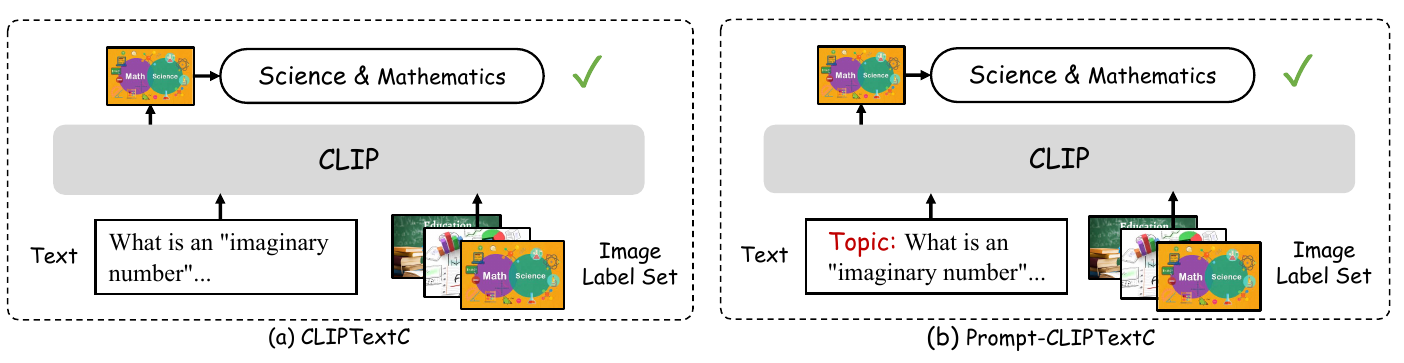 Math Science
Science & Mathematics
CLIP
Text
What is an "imaginary
number"...
Education
Math Science
Image
Label Set
(a) CLIPTextC
Math Science
Science & Mathematics
CLIP
Text
Topic: What is an
"imaginary number"...
Education
Math Science
Image
Label Set
(b) Prompt-CLIPTextC